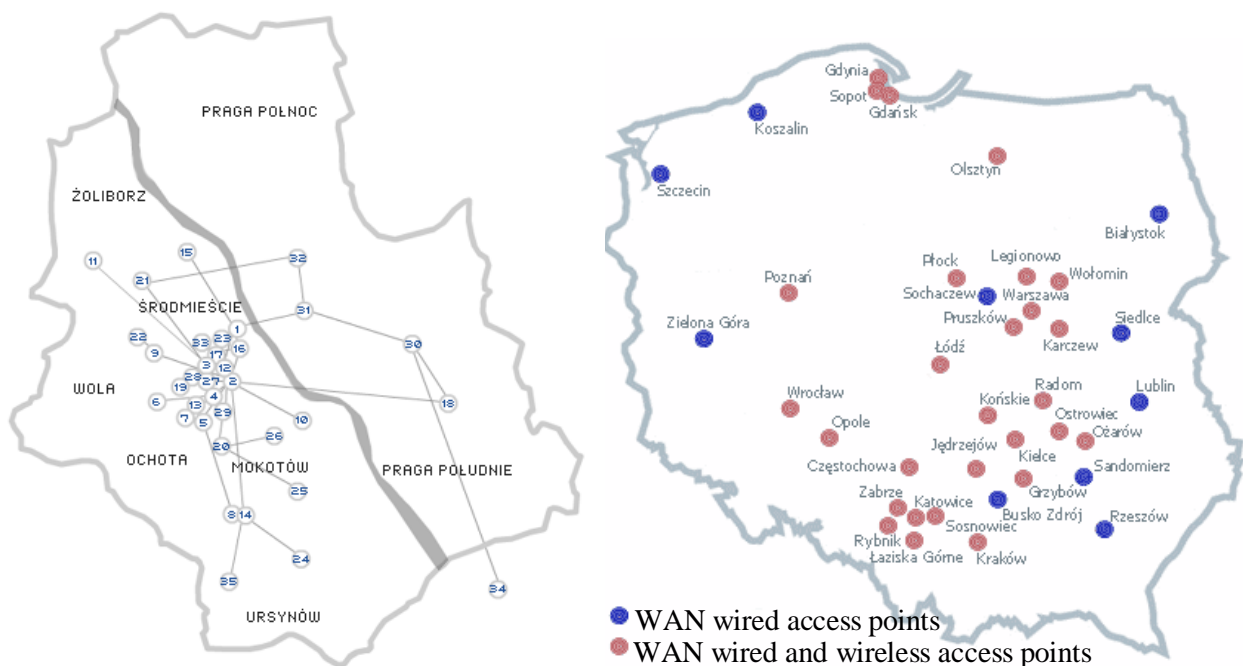 PRAGA PÓŁNOC
ŻOLIBORZ
15
11
32
21
ŚRÓDMIEŚCIE
31
1
22
33
23
30
9
17
16
3
12
28
27
2
WOLA
19
4
6
13
18
7
29
5
10
26
20
OCHOTA
MOKOTÓW
PRAGA POŁUDNIE
25
8
14
24
35
34
URSYNÓW
Gdynia
Sopot
Gdańsk
Koszalin
Olsztyn
Szczecin
Białystok
Płock
Legionowo
Wołomin
Poznań
Sochaczew
Warszawa
Zielona Góra
Pruszków
Siedlce
Karczew
Łódź
Wrocław
Radom
Lublin
Końskie
Ostrowiec
Opole
Jędrzejów
Ożarów
Kielce
Częstochowa
Sandomierz
Grzybów
Zabrze
Katowice
Busko Zdrój
Rzeszów
Sosnowiec
Rybnik
Łaziska Górne
Kraków
WAN wired access points
WAN wired and wireless access points